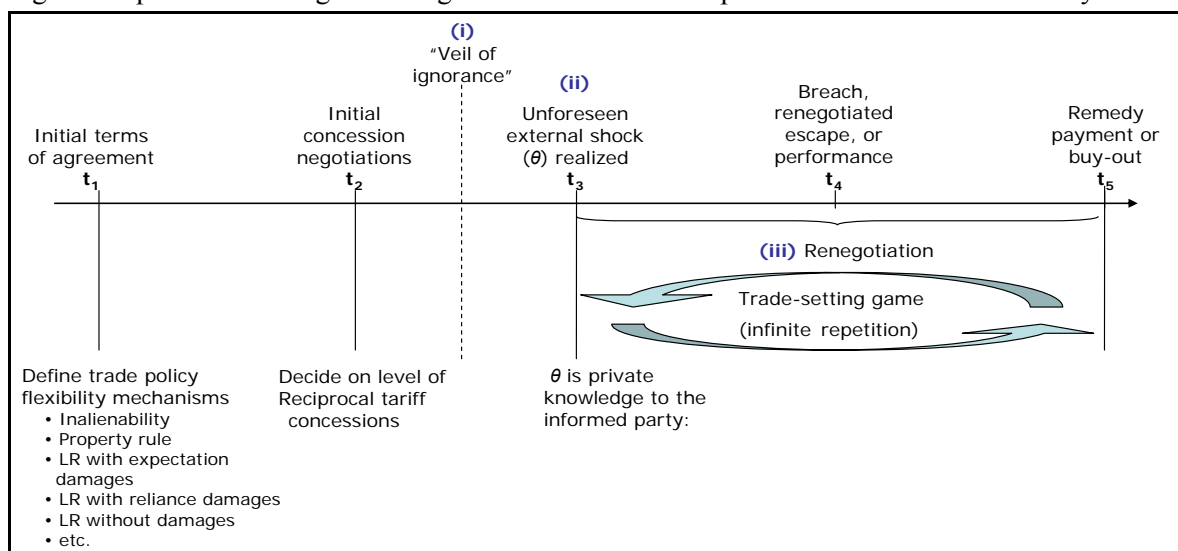 (i)
"Veil of
ignorance"
(ii)
Initial terms
of agreement
t1
Initial
concession
negotiations
t2
Unforeseen
external shock
(θ) realized
t3
Breach,
renegotiated
escape, or
performance
t4
Remedy
payment or
buy-out
t5
(iii) Renegotiation
Trade-setting game
(infinite repetition)
Define trade policy
flexibility mechanisms
• Inalienability
• Property rule
• LR with expectation
damages
• LR with reliance damages
• LR without damages
• etc.
Decide on level of
Reciprocal tariff
concessions
θ is private
knowledge to the
informed party: